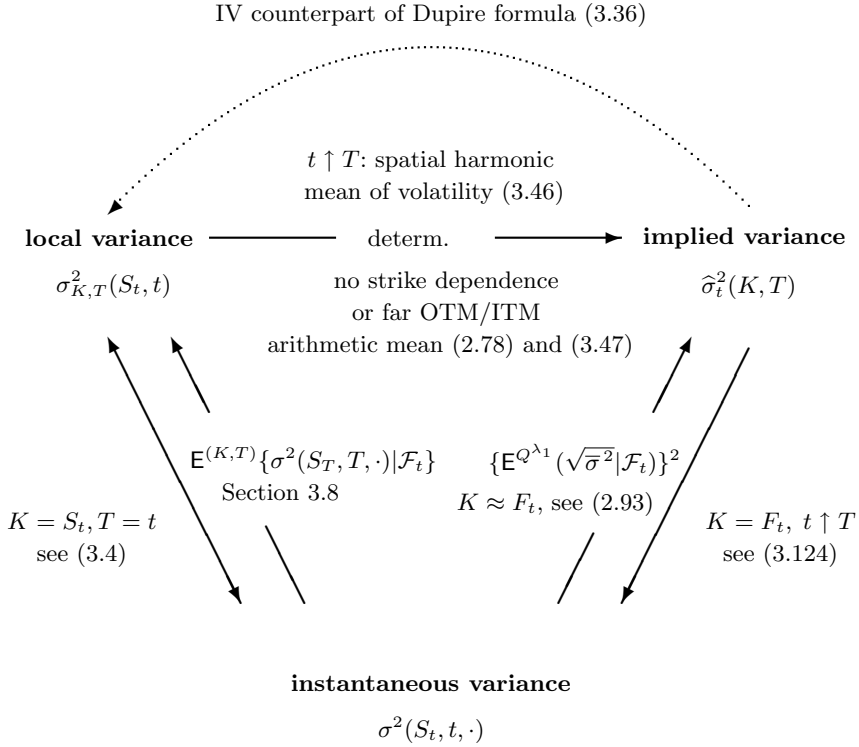 IV counterpart of Dupire formula (3.36)
t ↑ T: spatial harmonic
mean of volatility (3.46)
local variance
determ.
implied variance
σ²_{K,T}(S_t, t)
no strike dependence
σ̂²_t(K, T)
or far OTM/ITM
arithmetic mean (2.78) and (3.47)
E^{(K,T)}{σ²(S_T, T, ·)|F_t}
{E^{Q^{λ_1}}(√σ̅²|F_t)}²
Section 3.8
K ≈ F_t, see (2.93)
K = S_t, T = t
see (3.4)
K = F_t, t ↑ T
see (3.124)
instantaneous variance
σ²(S_t, t, ·)